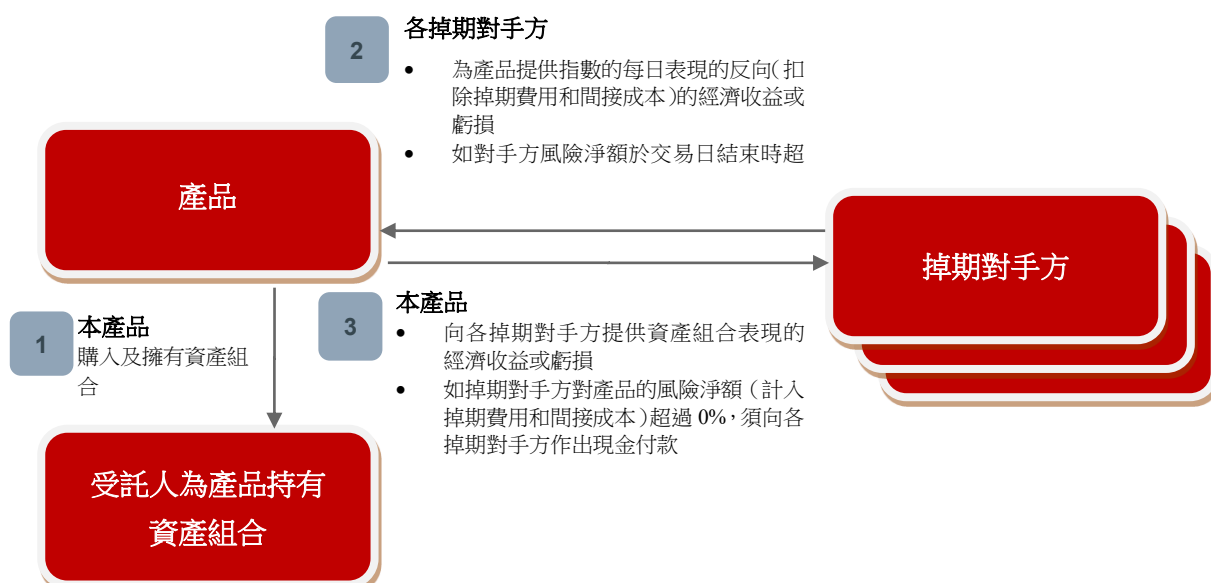 2
各掉期對手方
• 為產品提供指數的每日表現的反向（扣
除掉期費用和間接成本）的經濟收益或
虧損
• 如對手方風險淨額於交易日結束時超
產品
掉期對手方
1
本產品
購入及擁有資產組
合
3
本產品
• 向各掉期對手方提供資產組合表現的
經濟收益或虧損
• 如掉期對手方對產品的風險淨額（計入
掉期費用和間接成本）超過 0%，須向各
掉期對手方作出現金付款
受託人為產品持有
資產組合